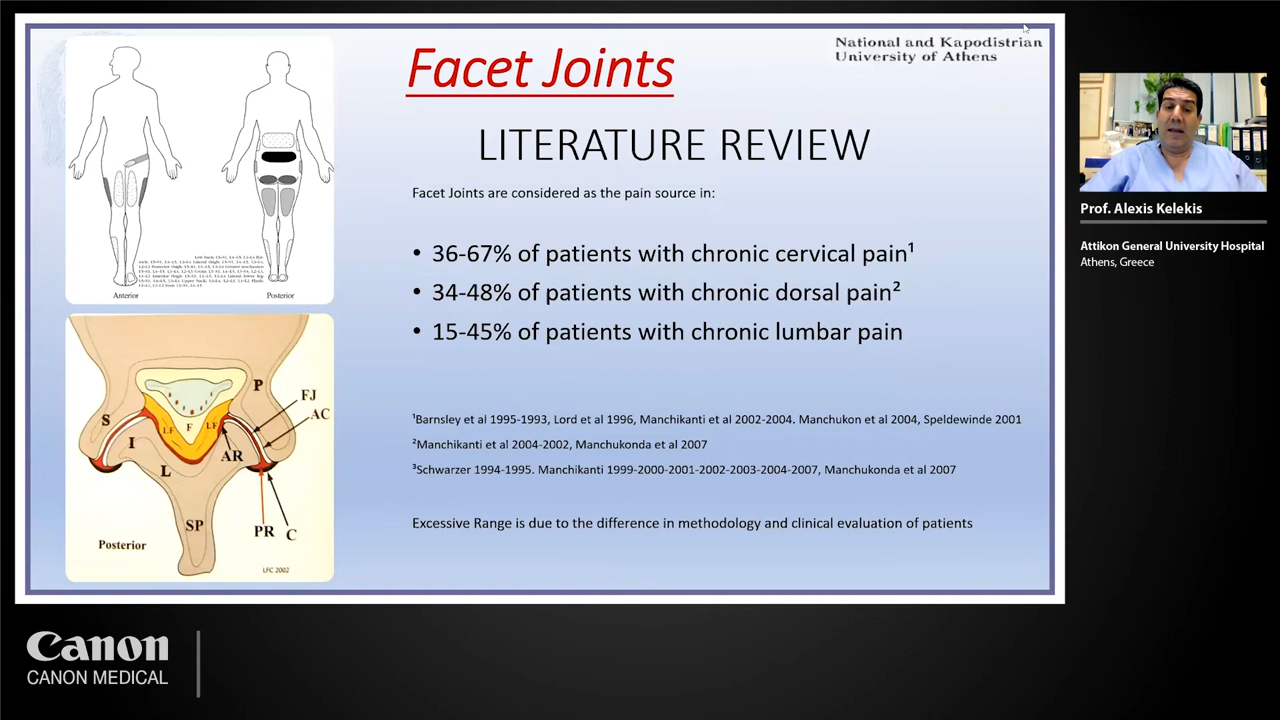 National and Kapodistrian
University of Athens
Facet Joints
LITERATURE REVIEW
Facet Joints are considered as the pain source in:
• 36-67% of patients with chronic cervical pain¹
• 34-48% of patients with chronic dorsal pain²
• 15-45% of patients with chronic lumbar pain
¹Barnsley et al 1995-1993, Lord et al 1996, Manchikanti et al 2002-2004. Manchukon et al 2004, Speldewinde 2001
²Manchikanti et al 2004-2002, Manchukonda et al 2007
³Schwarzer 1994-1995. Manchikanti 1999-2000-2001-2002-2003-2004-2007, Manchukonda et al 2007
Excessive Range is due to the difference in methodology and clinical evaluation of patients
Anterior
Posterior
P
FJ
S
AC
LF
F
LF
I
AR
L
SP
PR
C
Posterior
LFC 2002
Prof. Alexis Kelekis
Attikon General University Hospital
Athens, Greece
Canon
CANON MEDICAL